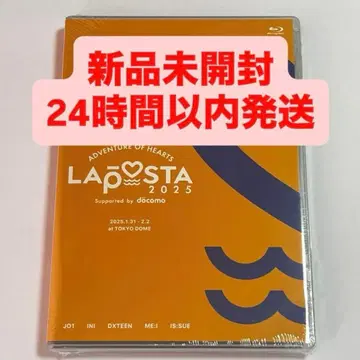 新品未開封
24時間以内発送
ADVENTURE OF HEARTS
LAPOSTA
2025
Supported by docomo
2025.1.31 - 2.2
at TOKYO DOME
JO1 INI DXTEEN ME:I IS:SUE